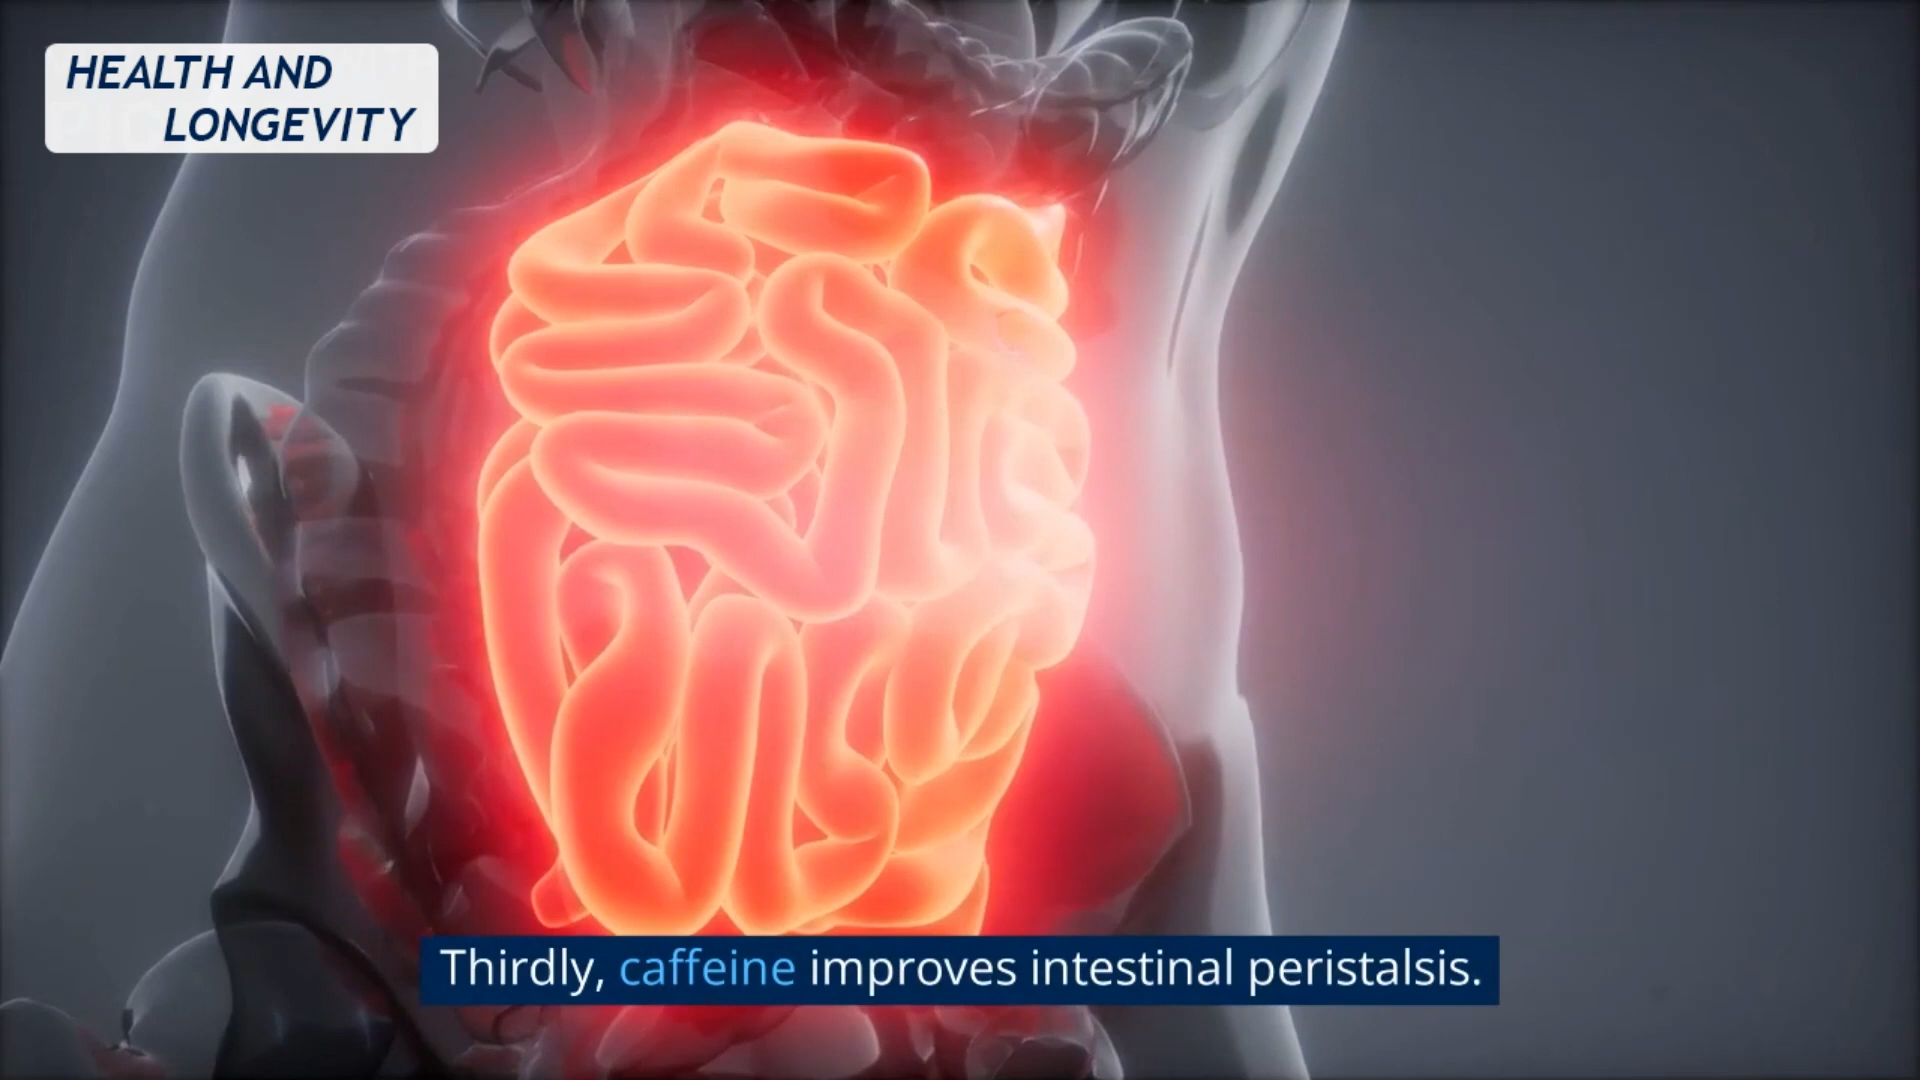 HEALTH AND
LONGEVITY
Thirdly, caffeine improves intestinal peristalsis.